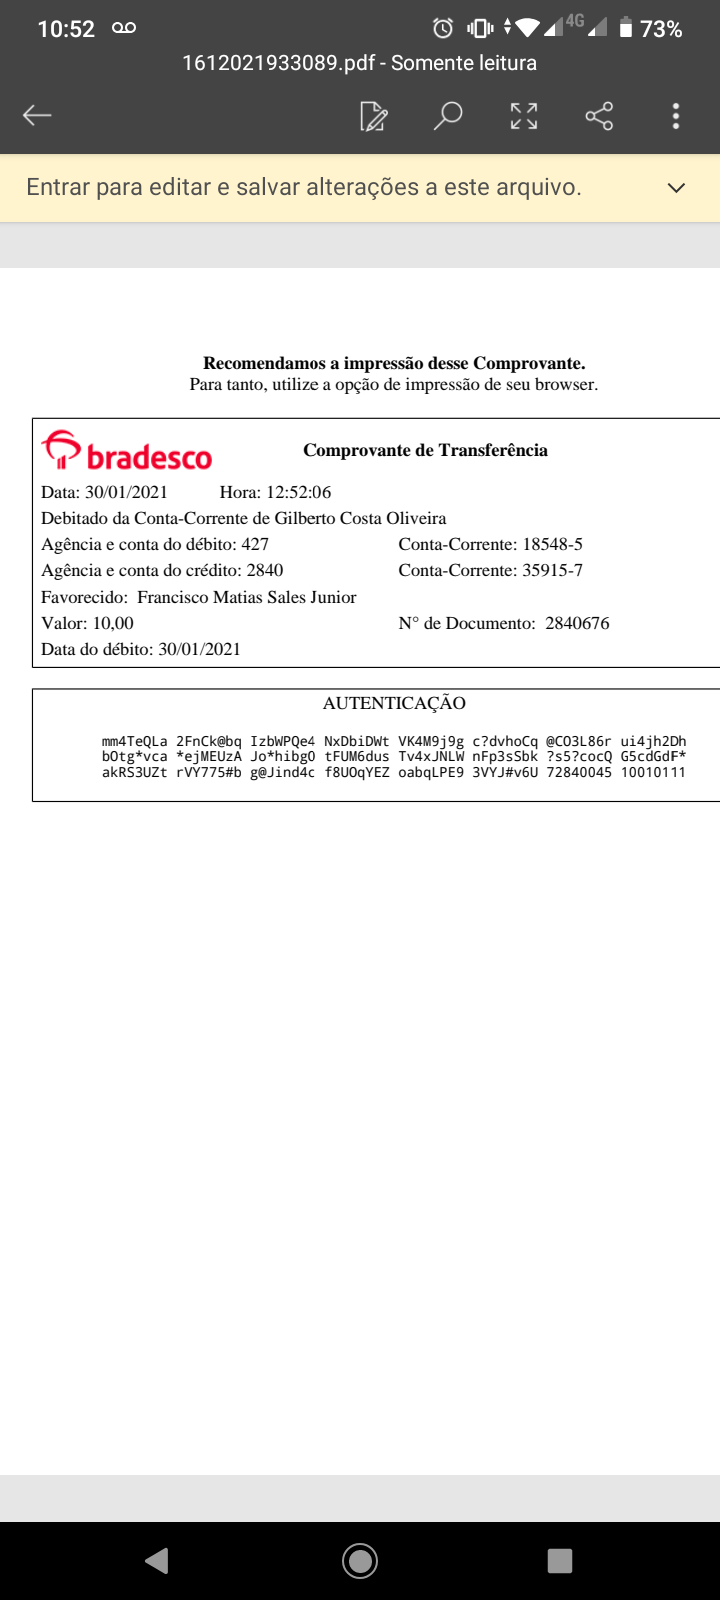 10:52
4G
73%
1612021933089.pdf - Somente leitura
Entrar para editar e salvar alterações a este arquivo.
Recomendamos a impressão desse Comprovante.
Para tanto, utilize a opção de impressão de seu browser.
bradesco
Comprovante de Transferência
Data: 30/01/2021 Hora: 12:52:06
Debitado da Conta-Corrente de Gilberto Costa Oliveira
Agência e conta do débito: 427 Conta-Corrente: 18548-5
Agência e conta do crédito: 2840 Conta-Corrente: 35915-7
Favorecido: Francisco Matias Sales Junior
Valor: 10,00 N° de Documento: 2840676
Data do débito: 30/01/2021
AUTENTICAÇÃO
mm4TeQLa 2FnCk@bq IzbWPQe4 NxDbiDWt VK4M9j9g c?dvhoCq @CO3L86r ui4jh2Dh
bOtg*vca *ejMEUzA Jo*hibgO tFUM6dus Tv4xJNLW nFp3sSbk ?s5?cocQ G5cdGdF*
akRS3UZt rVY775#b g@Jind4c f8UOqYEZ oabqLPE9 3VYJ#v6U 72840045 10010111